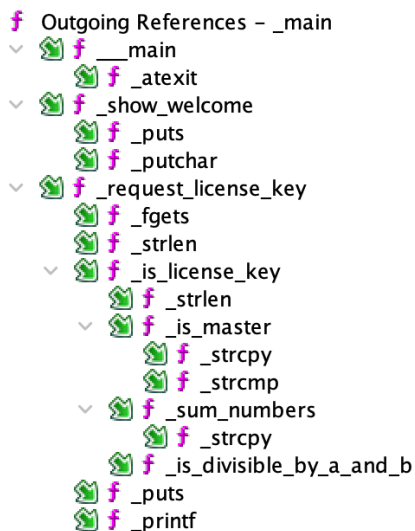 f Outgoing References - _main
f ___main
f _atexit
f _show_welcome
f _puts
f _putchar
f _request_license_key
f _fgets
f _strlen
f _is_license_key
f _strlen
f _is_master
f _strcpy
f _strcmp
f _sum_numbers
f _strcpy
f _is_divisible_by_a_and_b
f _puts
f _printf